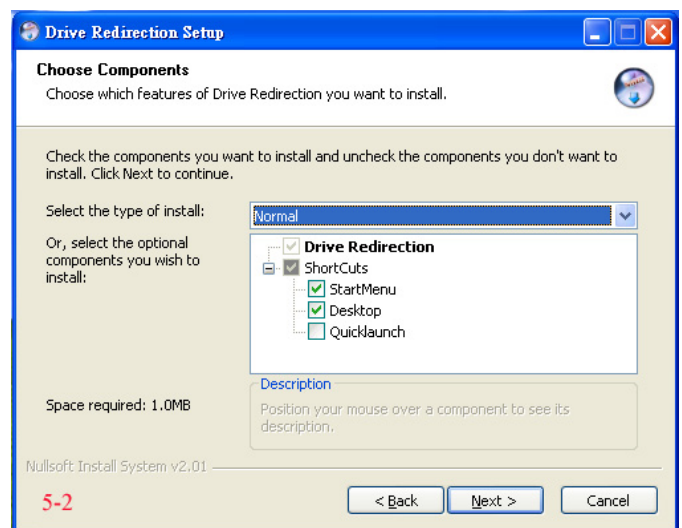 Drive Redirection Setup
Choose Components
Choose which features of Drive Redirection you want to install.
Check the components you want to install and uncheck the components you don't want to
install. Click Next to continue.
Select the type of install:
Normal
Or, select the optional
components you wish to
install:
Drive Redirection
ShortCuts
StartMenu
Desktop
Quicklaunch
Space required: 1.0MB
Description
Position your mouse over a component to see its
description.
Nullsoft Install System v2.01
5-2
< Back
Next >
Cancel